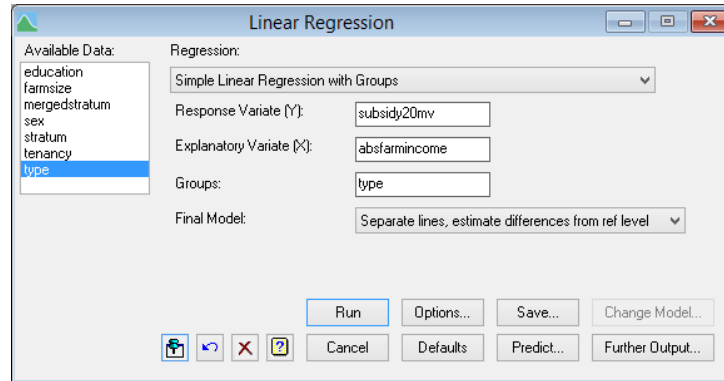 Linear Regression
Available Data:
education
farmsize
mergedstratum
sex
stratum
tenancy
type
Regression:
Simple Linear Regression with Groups
Response Variate (Y): subsidy20mv
Explanatory Variate (X): absfarmincome
Groups: type
Final Model: Separate lines, estimate differences from ref level
Run Options... Save... Change Model...
? Cancel Defaults Predict... Further Output...